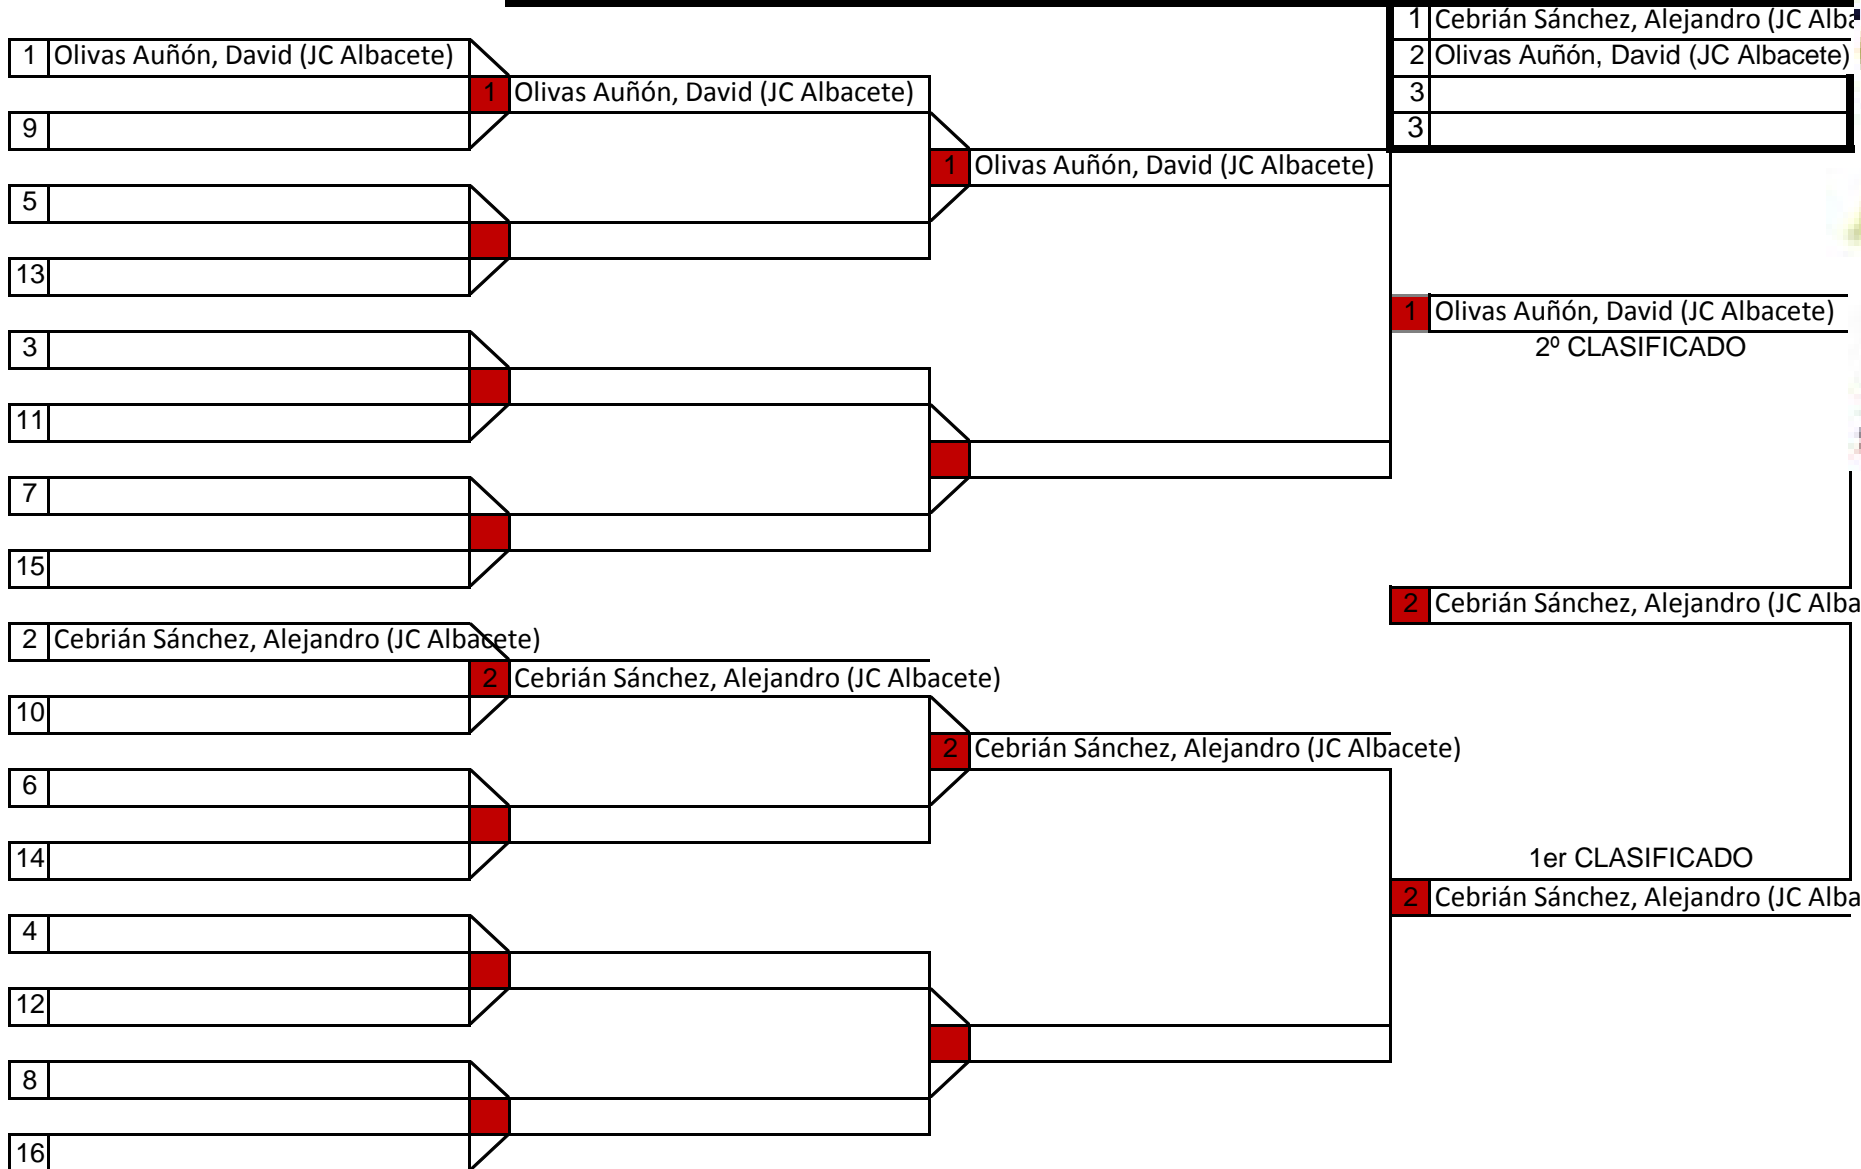 1 Cebrián Sánchez, Alejandro (JC Alba
1 Olivas Auñón, David (JC Albacete)
2 Olivas Auñón, David (JC Albacete)
1 Olivas Auñón, David (JC Albacete)
3
9
3
1 Olivas Auñón, David (JC Albacete)
5
13
1 Olivas Auñón, David (JC Albacete)
3
2º CLASIFICADO
11
7
15
2 Cebrián Sánchez, Alejandro (JC Alba
2 Cebrián Sánchez, Alejandro (JC Albacete)
2 Cebrián Sánchez, Alejandro (JC Albacete)
10
2 Cebrián Sánchez, Alejandro (JC Albacete)
6
14
1er CLASIFICADO
2 Cebrián Sánchez, Alejandro (JC Alba
4
12
8
16